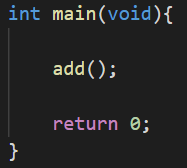 int main(void){
add();
return 0;
}